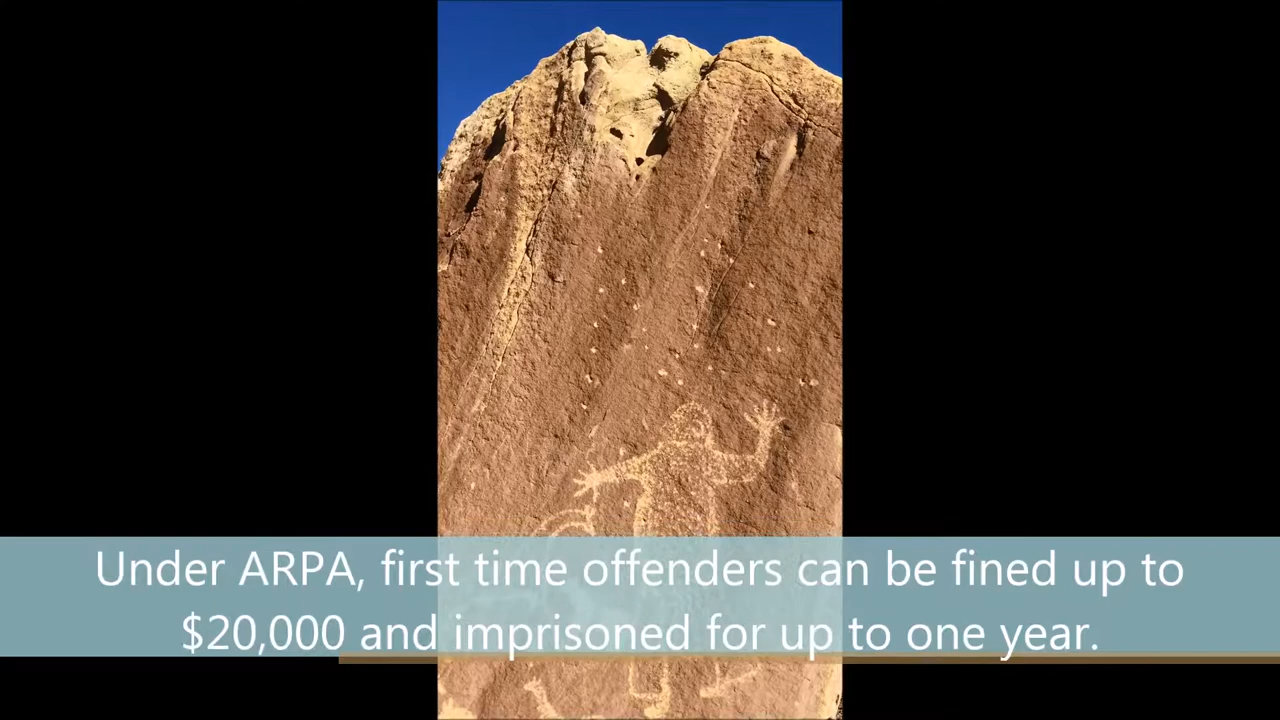 Under ARPA, first time offenders can be fined up to
$20,000 and imprisoned for up to one year.